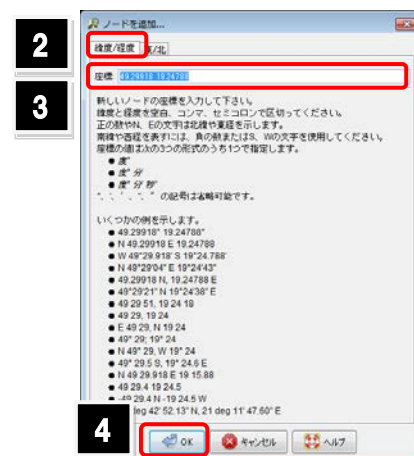 ノードを追加...
2
緯度/経度 東/北
座標: 49.29918 19.24788
3
新しいノードの座標を入力して下さい。
緯度と経度を空白、コンマ、セミコロンで区切ってください。
正の数やN、Eの文字は北緯や東経を示します。
南緯や西経を表すには、負の数またはS、Wの文字を使用してください。
座標の値は次の3つの形式のうち1つで指定します。
● 度°
● 度° 分'
● 度° 分' 秒"
の記号は省略可能です。
いくつかの例を示します。
● 49.29918° 19.24788°
● N 49.29918 E 19.24788
● W 49°29.918' S 19°24.788'
● N 49°29'04" E 19°24'43"
● 49.29918 N, 19.24788 E
● 49°29'21" N 19°24'38" E
● 49 29 51, 19 24 18
● 49 29, 19 24
● E 49 29, N 19 24
● 49° 29; 19° 24
● N 49° 29, W 19° 24
● 49° 29.5 S, 19° 24.6 E
● N 49 29.918 E 19 15.88
● 49 29.4 19 24.5
● -49 29.4 N -19 24.5 W
deg 42' 52.13" N, 21 deg 11' 47.60" E
4
OK キャンセル ヘルプ